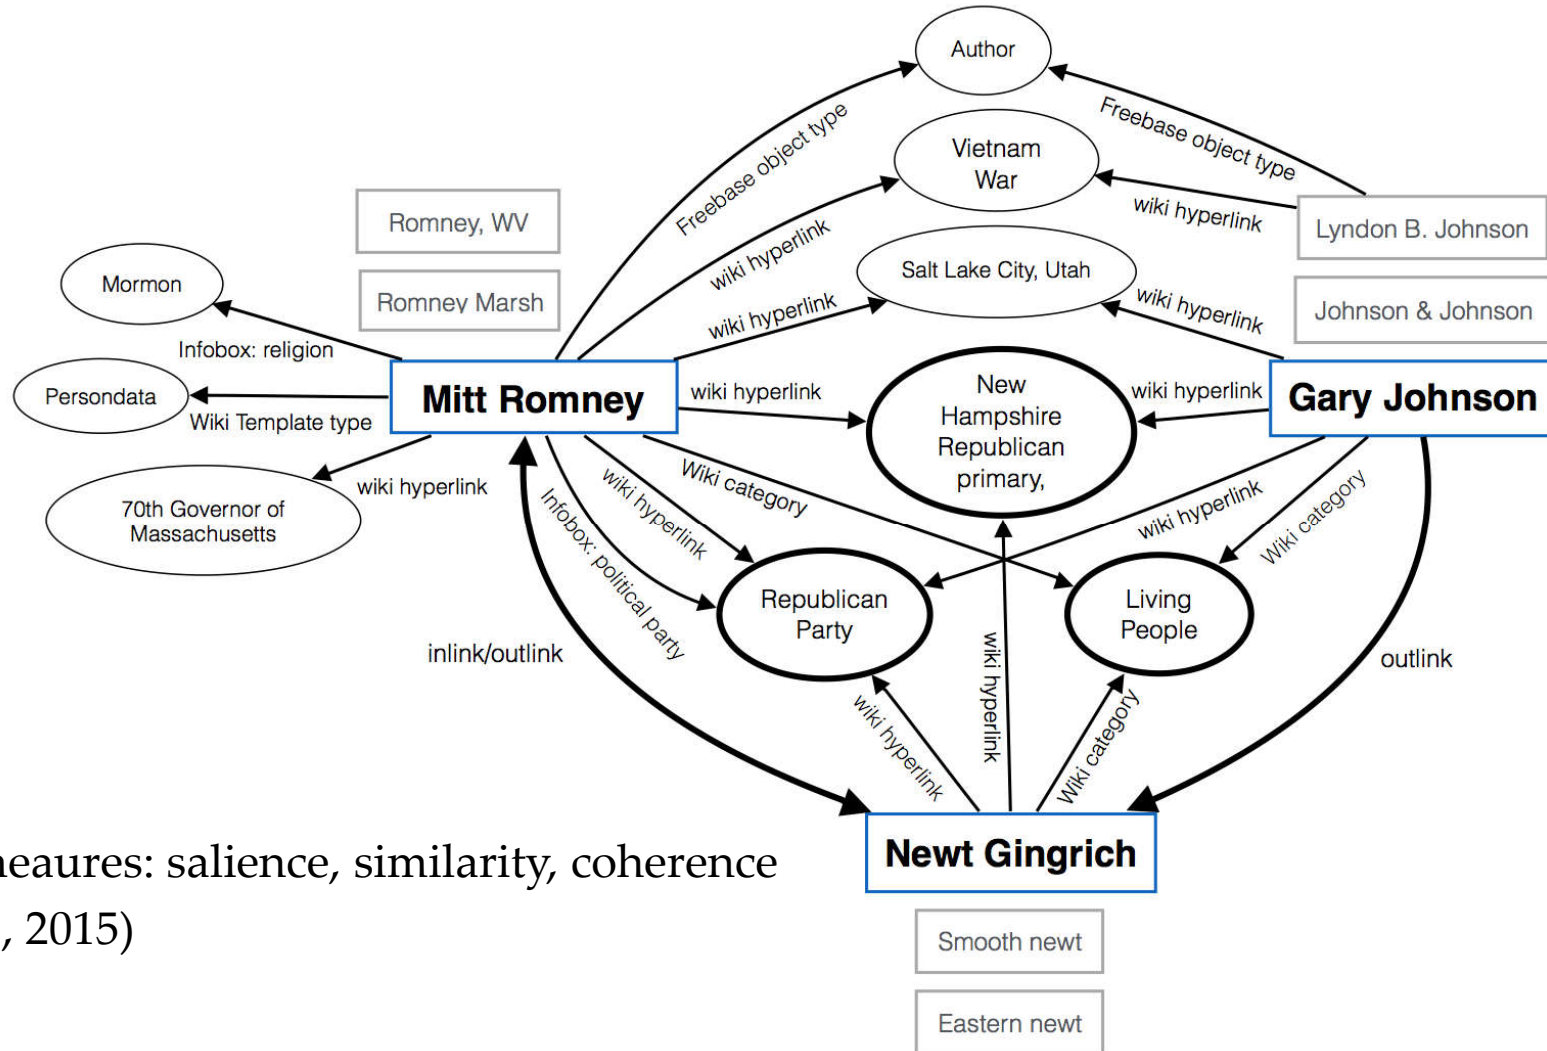 Author
Freebase object type
Freebase object type
Vietnam
War
wiki hyperlink
wiki hyperlink
Romney, WV
Lyndon B. Johnson
Mormon
Romney Marsh
Salt Lake City, Utah
Johnson & Johnson
wiki hyperlink
wiki hyperlink
Infobox: religion
Persondata
Wiki Template type
Mitt Romney
wiki hyperlink
New
Hampshire
Republican
primary,
wiki hyperlink
Gary Johnson
70th Governor of
Massachusetts
wiki hyperlink
Infobox: political party
wiki hyperlink
Wiki category
wiki hyperlink
Wiki category
Republican
Party
Living
People
inlink/outlink
wiki hyperlink
wiki hyperlink
Wiki category
outlink
Newt Gingrich
neaures: salience, similarity, coherence
, 2015)
Smooth newt
Eastern newt